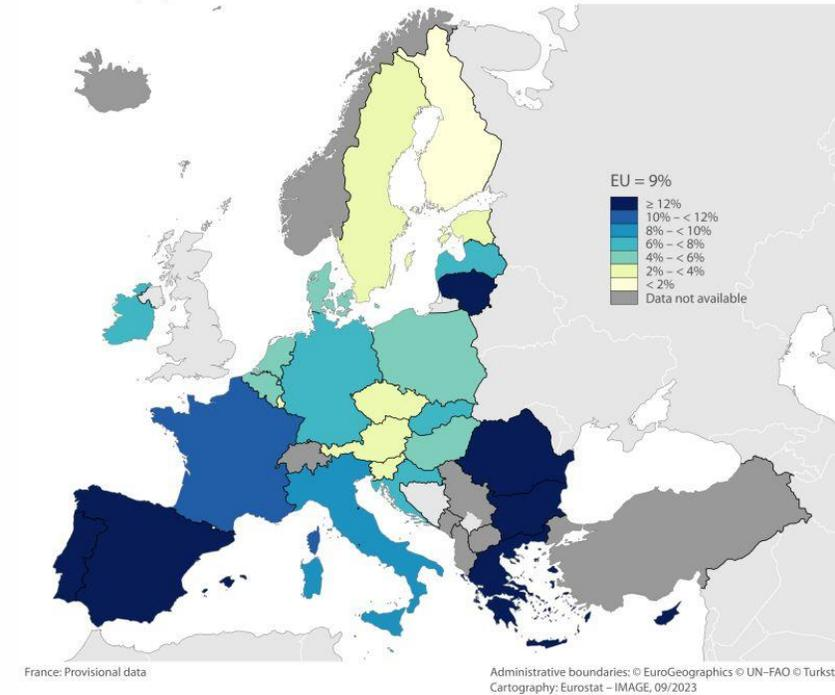 EU = 9%
≥ 12%
10% – < 12%
8% – < 10%
6% – < 8%
4% – < 6%
2% – < 4%
< 2%
Data not available
France: Provisional data
Administrative boundaries: © EuroGeographics © UN–FAO © Turkst
Cartography: Eurostat – IMAGE, 09/2023